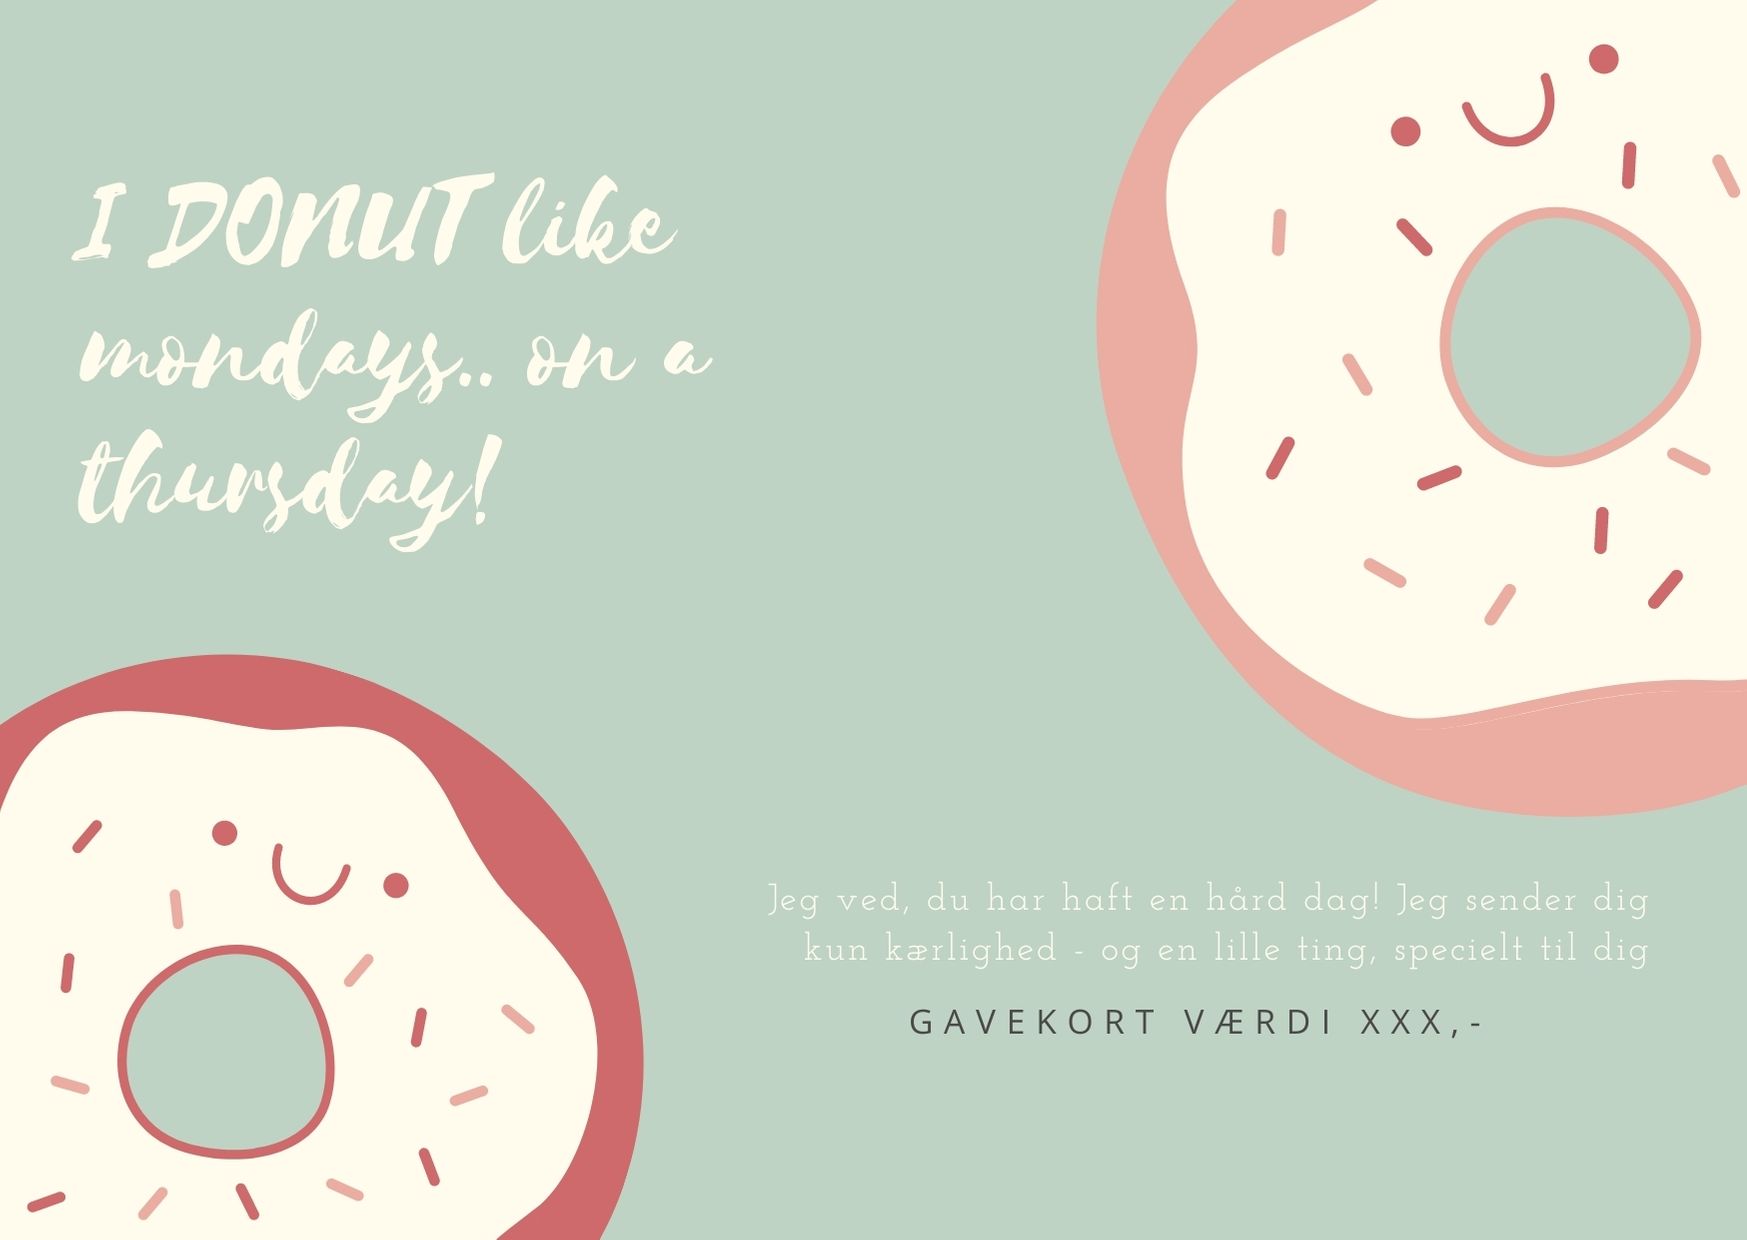 I DONUT like
mondays.. on a
thursday!
Jeg ved, du har haft en hård dag! Jeg sender dig
kun kærlighed - og en lille ting, specielt til dig
GAVEKORT VÆRDI XXX,-